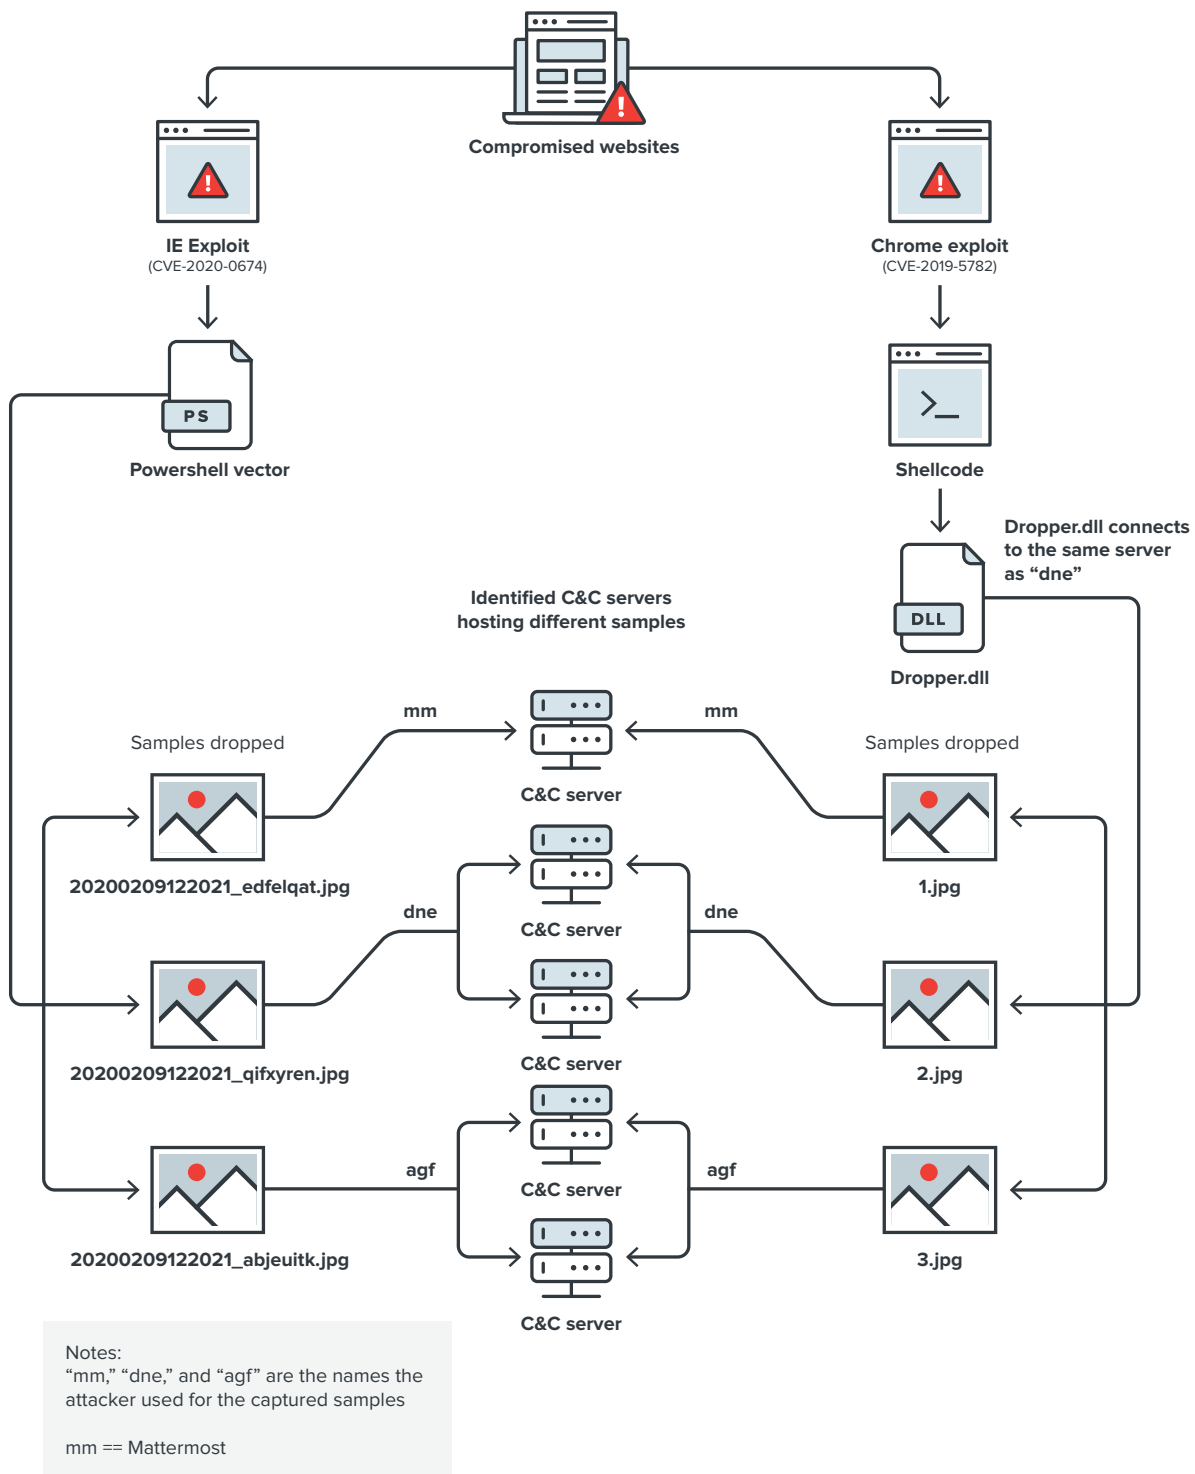 Compromised websites
IE Exploit
(CVE-2020-0674)
Chrome exploit
(CVE-2019-5782)
PS
Powershell vector
Shellcode
Dropper.dll connects
to the same server
as “dne”
Identified C&C servers
hosting different samples
DLL
Dropper.dll
mm
mm
Samples dropped
Samples dropped
C&C server
20200209122021_edfelqat.jpg
1.jpg
dne
dne
C&C server
C&C server
20200209122021_qifxyren.jpg
2.jpg
agf
agf
C&C server
20200209122021_abjeuitk.jpg
3.jpg
C&C server
Notes:
“mm,” “dne,” and “agf” are the names the
attacker used for the captured samples
mm == Mattermost